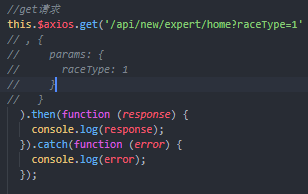 //get请求
this.$axios.get('/api/new/expert/home?raceType=1'
// , {
//     params: {
//       raceType: 1
//     }
//   }
).then(function (response) {
console.log(response);
}).catch(function (error) {
console.log(error);
});